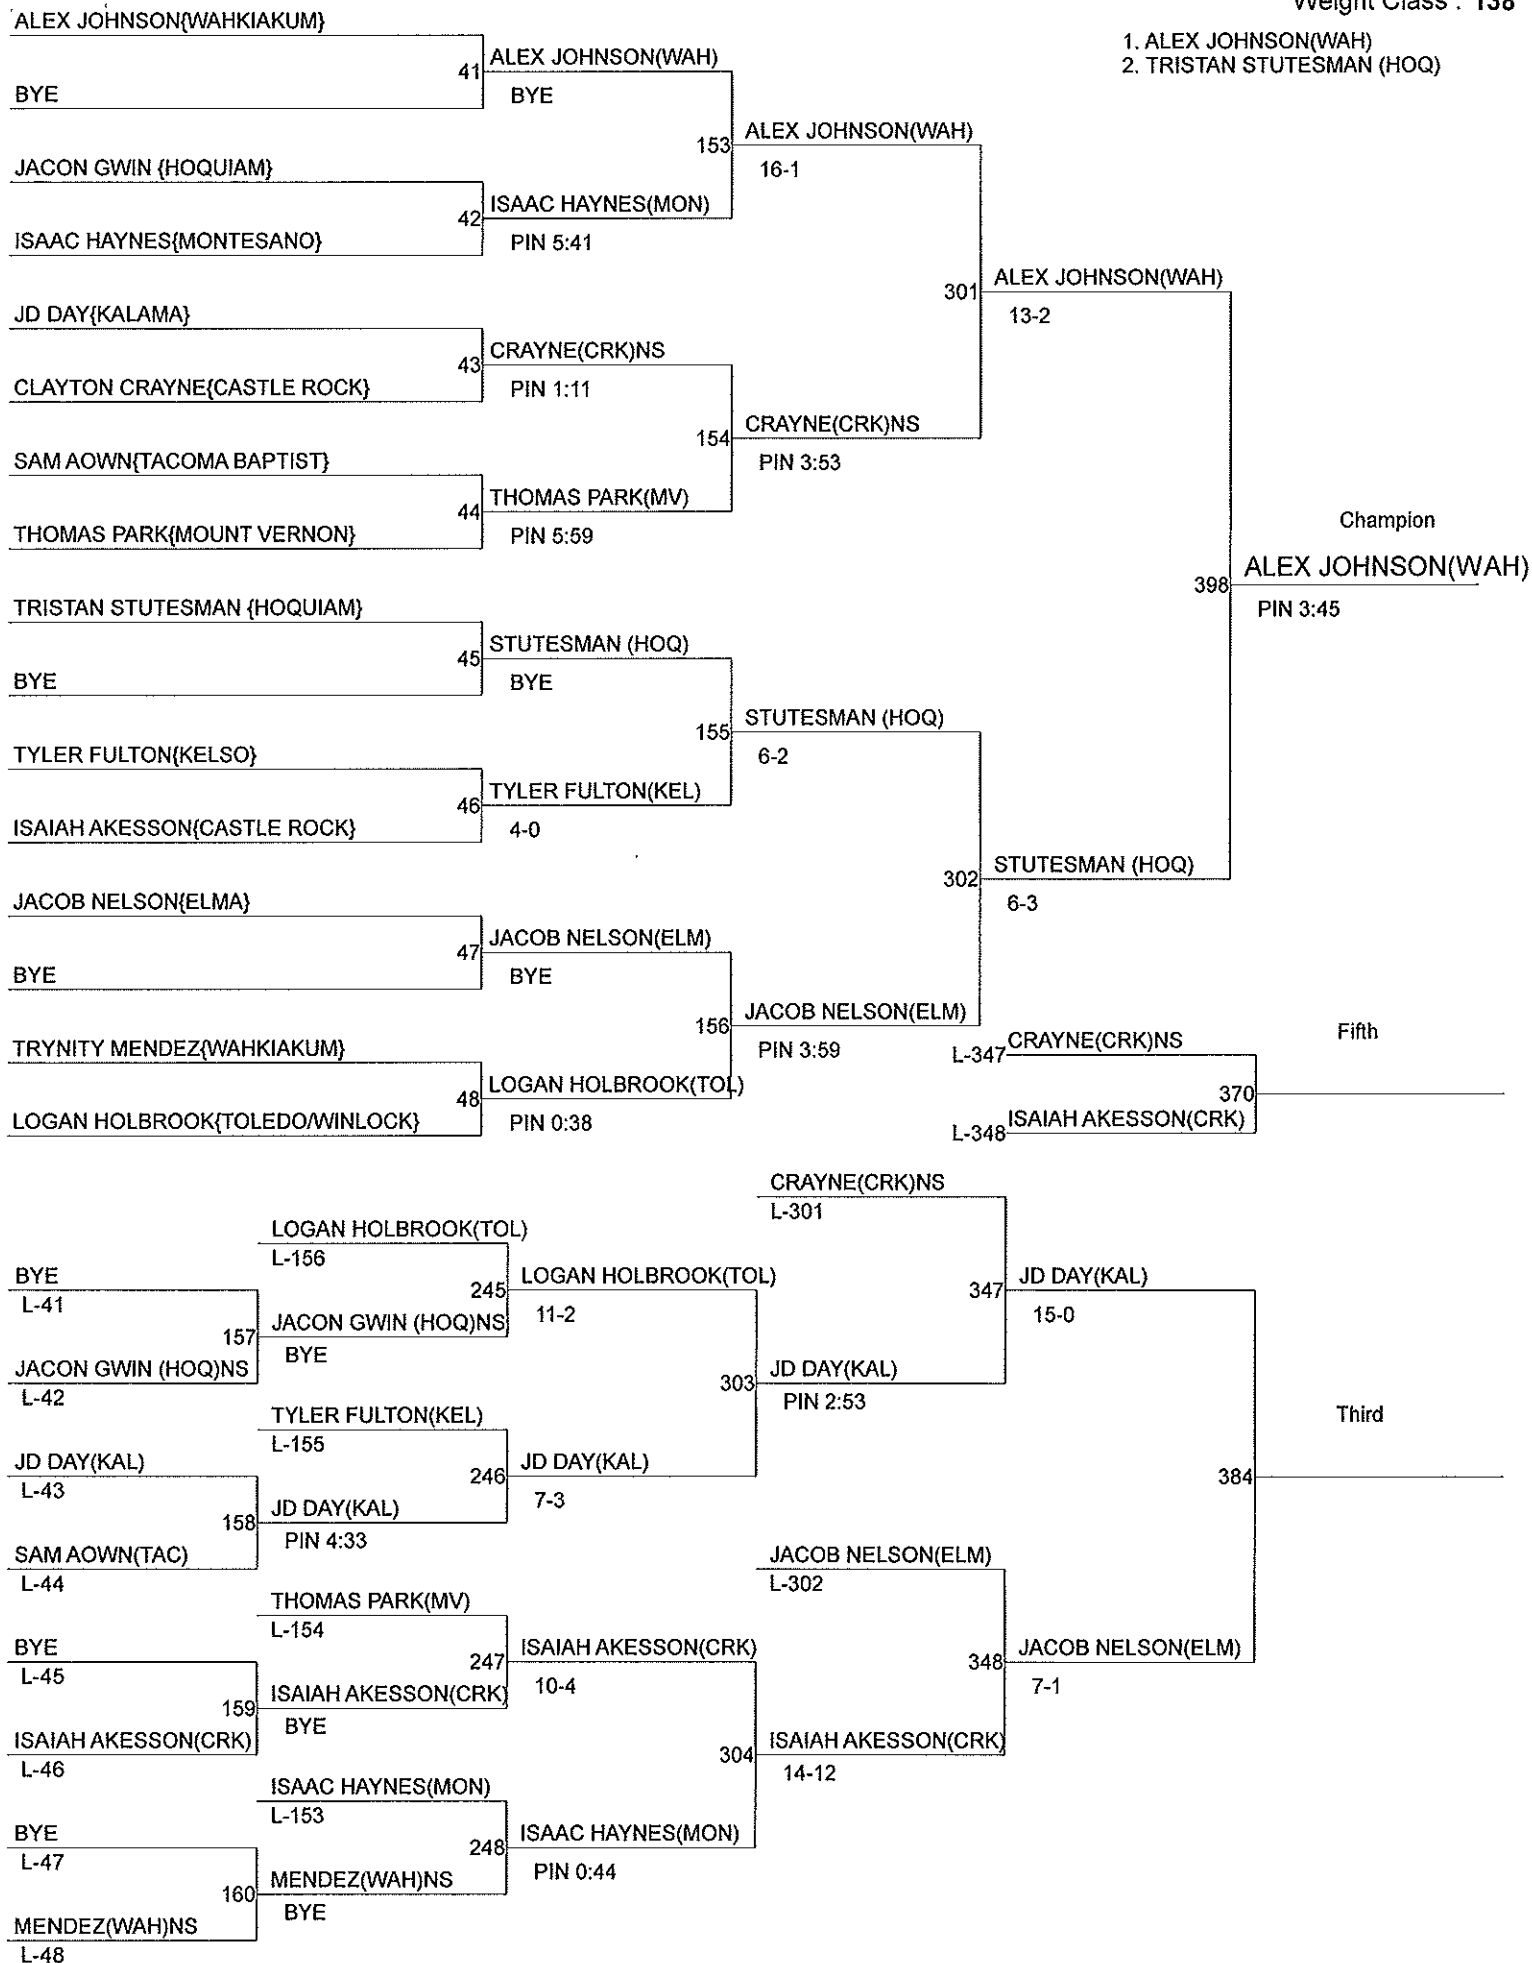 Weight Class : 138
1. ALEX JOHNSON(WAH)
2. TRISTAN STUTESMAN (HOQ)
ALEX JOHNSON{WAHKIAKUM}
41
ALEX JOHNSON(WAH)
BYE
BYE
153
ALEX JOHNSON(WAH)
16-1
JACON GWIN {HOQUIAM}
42
ISAAC HAYNES(MON)
ISAAC HAYNES{MONTESANO}
PIN 5:41
301
ALEX JOHNSON(WAH)
13-2
JD DAY{KALAMA}
43
CRAYNE(CRK)NS
CLAYTON CRAYNE{CASTLE ROCK}
PIN 1:11
154
CRAYNE(CRK)NS
PIN 3:53
SAM AOWN{TACOMA BAPTIST}
44
THOMAS PARK(MV)
THOMAS PARK{MOUNT VERNON}
PIN 5:59
Champion
398
ALEX JOHNSON(WAH)
PIN 3:45
TRISTAN STUTESMAN {HOQUIAM}
45
STUTESMAN (HOQ)
BYE
BYE
155
STUTESMAN (HOQ)
6-2
TYLER FULTON{KELSO}
46
TYLER FULTON(KEL)
ISAIAH AKESSON{CASTLE ROCK}
4-0
302
STUTESMAN (HOQ)
6-3
JACOB NELSON{ELMA}
47
JACOB NELSON(ELM)
BYE
BYE
156
JACOB NELSON(ELM)
PIN 3:59
TRYNITY MENDEZ{WAHKIAKUM}
48
LOGAN HOLBROOK(TOL)
LOGAN HOLBROOK{TOLEDO/WINLOCK}
PIN 0:38
Fifth
L-347
CRAYNE(CRK)NS
370
L-348
ISAIAH AKESSON(CRK)
CRAYNE(CRK)NS
L-301
LOGAN HOLBROOK(TOL)
L-156
BYE
L-41
245
LOGAN HOLBROOK(TOL)
11-2
347
JD DAY(KAL)
15-0
157
JACON GWIN (HOQ)NS
BYE
JACON GWIN (HOQ)NS
L-42
303
JD DAY(KAL)
PIN 2:53
TYLER FULTON(KEL)
L-155
Third
JD DAY(KAL)
L-43
246
JD DAY(KAL)
7-3
384
158
JD DAY(KAL)
PIN 4:33
SAM AOWN(TAC)
L-44
JACOB NELSON(ELM)
L-302
THOMAS PARK(MV)
L-154
BYE
L-45
247
ISAIAH AKESSON(CRK)
10-4
348
JACOB NELSON(ELM)
7-1
159
ISAIAH AKESSON(CRK)
BYE
ISAIAH AKESSON(CRK)
L-46
304
ISAIAH AKESSON(CRK)
14-12
ISAAC HAYNES(MON)
L-153
BYE
L-47
248
ISAAC HAYNES(MON)
PIN 0:44
160
MENDEZ(WAH)NS
BYE
MENDEZ(WAH)NS
L-48